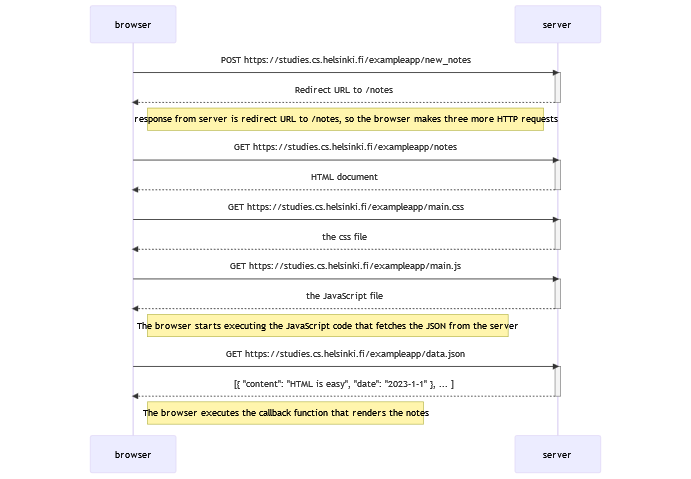 browser server
POST https://studies.cs.helsinki.fi/exampleapp/new_notes
Redirect URL to /notes
response from server is redirect URL to /notes, so the browser makes three more HTTP requests
GET https://studies.cs.helsinki.fi/exampleapp/notes
HTML document
GET https://studies.cs.helsinki.fi/exampleapp/main.css
the css file
GET https://studies.cs.helsinki.fi/exampleapp/main.js
the JavaScript file
The browser starts executing the JavaScript code that fetches the JSON from the server
GET https://studies.cs.helsinki.fi/exampleapp/data.json
[{ "content": "HTML is easy", "date": "2023-1-1" }, ... ]
The browser executes the callback function that renders the notes
browser server